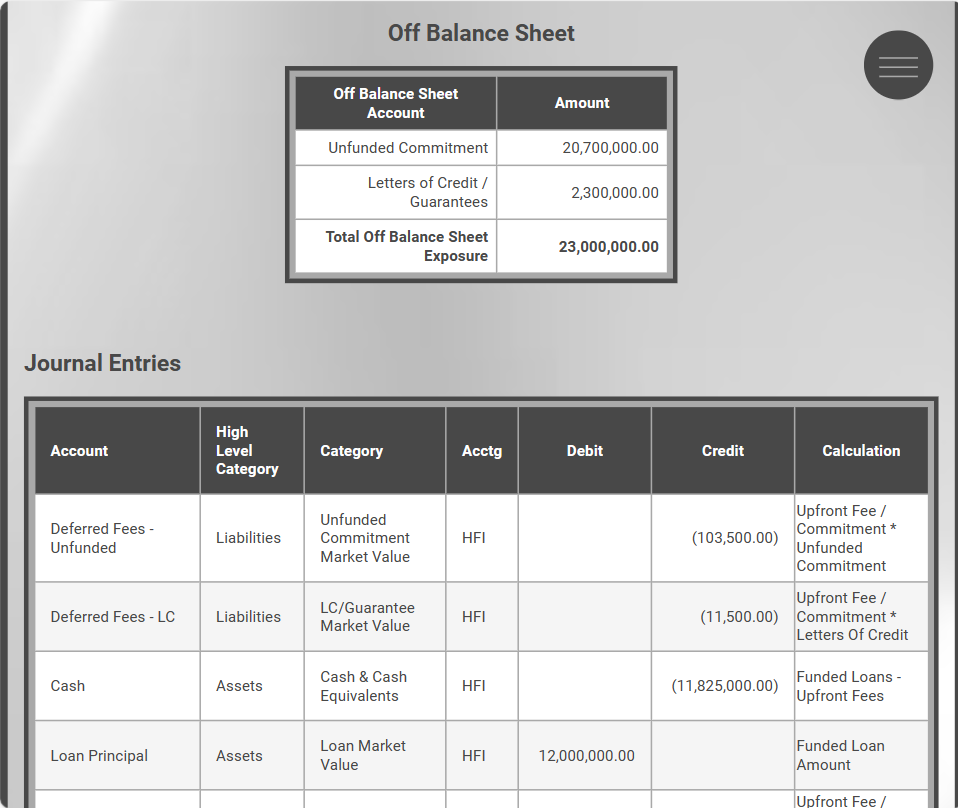 Off Balance Sheet
Off Balance Sheet
Account
Amount
Unfunded Commitment
20,700,000.00
Letters of Credit /
Guarantees
2,300,000.00
Total Off Balance Sheet
Exposure
23,000,000.00
Journal Entries
Account
High
Level
Category
Category
Acctg
Debit
Credit
Calculation
Deferred Fees -
Unfunded
Liabilities
Unfunded
Commitment
Market Value
HFI
(103,500.00)
Upfront Fee /
Commitment *
Unfunded
Commitment
Deferred Fees - LC
Liabilities
LC/Guarantee
Market Value
HFI
(11,500.00)
Upfront Fee /
Commitment *
Letters Of Credit
Cash
Assets
Cash & Cash
Equivalents
HFI
(11,825,000.00)
Funded Loans -
Upfront Fees
Loan Principal
Assets
Loan Market
Value
HFI
12,000,000.00
Funded Loan
Amount
Upfront Fee /